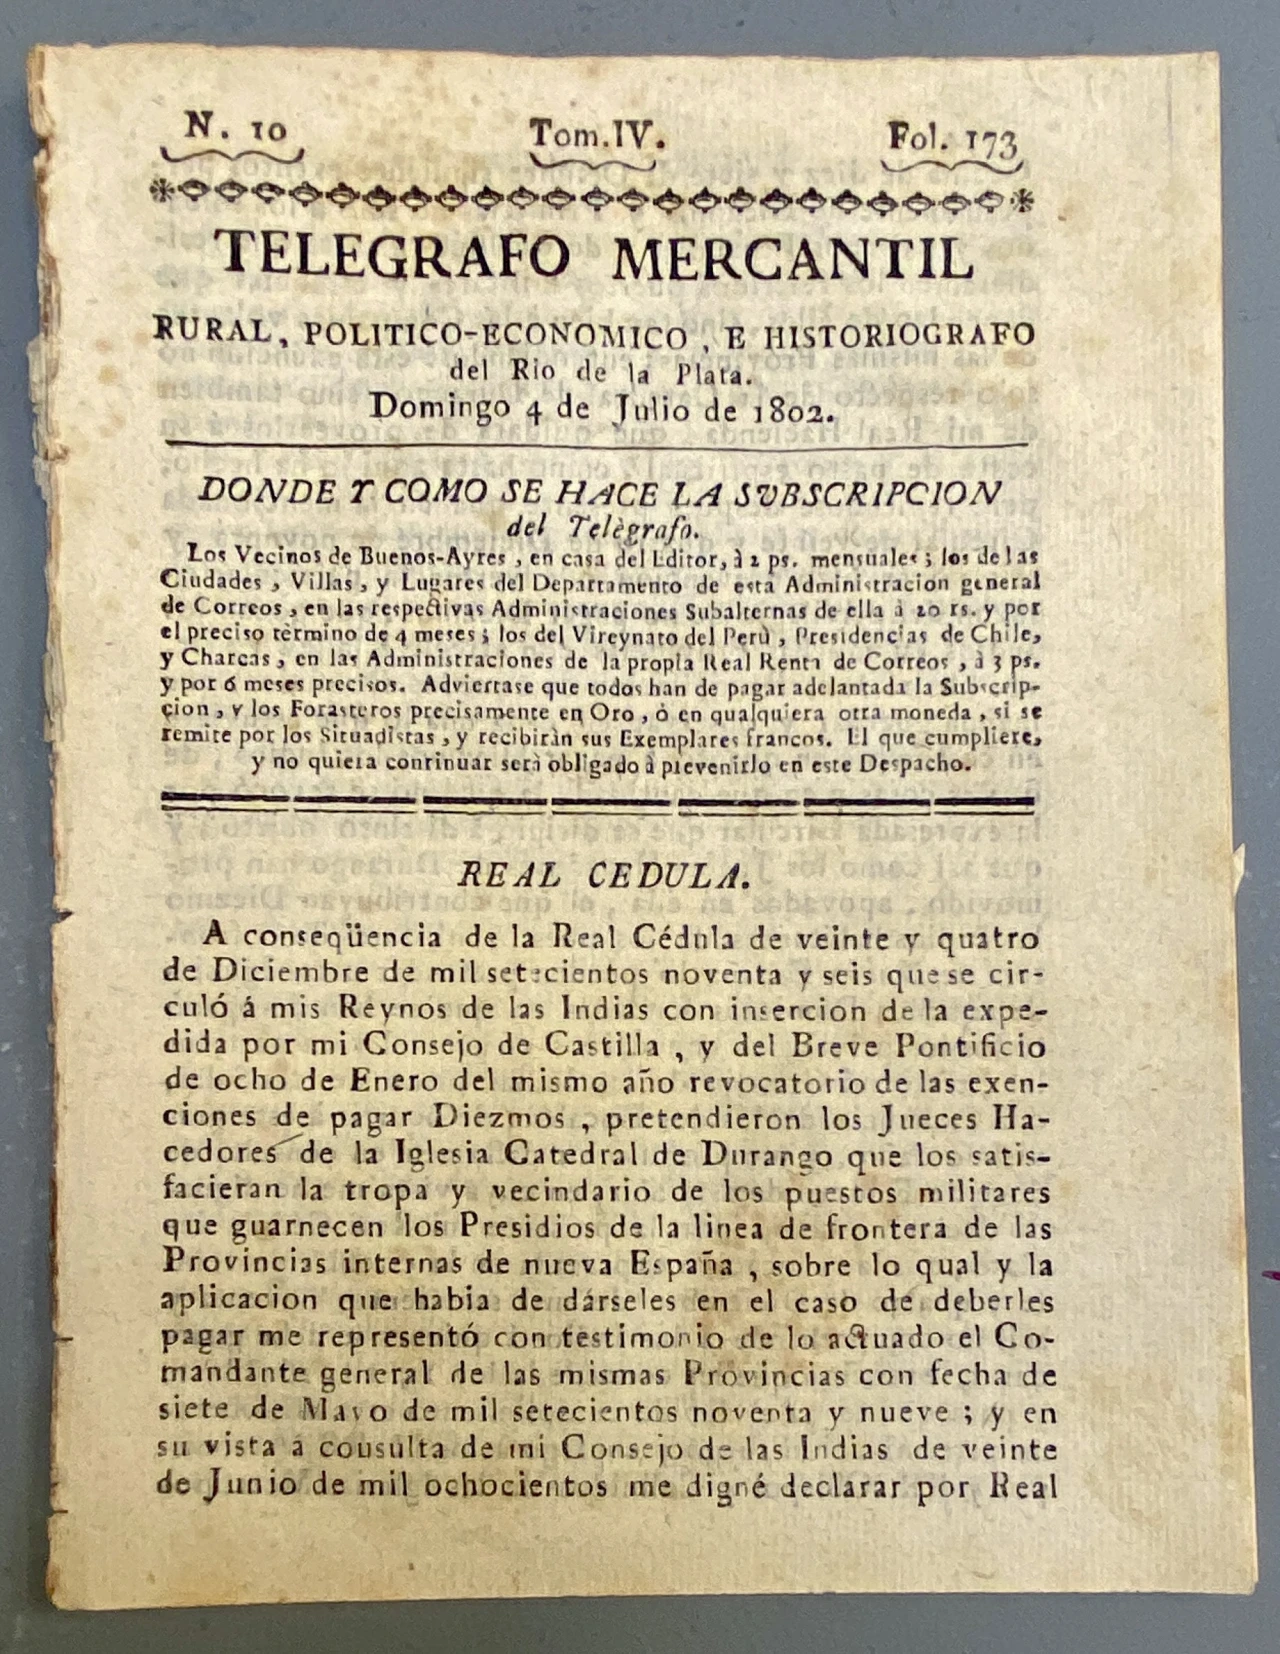 N. 10 Tom. IV. Fol. 173
TELEGRAFO MERCANTIL
RURAL, POLITICO-ECONOMICO, E HISTORIOGRAFO
del Rio de la Plata.
Domingo 4 de Julio de 1802.
DONDE Y COMO SE HACE LA SUBSCRIPCION
del Telègrafo.
Los Vecinos de Buenos-Ayres, en casa del Editor, à 2 ps. mensuales; los de las
Ciudades, Villas, y Lugares del Departamento de esta Administracion general
de Correos, en las respectivas Administraciones Subalternas de ella à 20 rs. y por
el preciso tèrmino de 4 meses; los del Vireynato del Perù, Presidencias de Chile,
y Charcas, en las Administraciones de la propia Real Renta de Correos, à 3 ps.
y por 6 meses precisos. Adviertase que todos han de pagar adelantada la Subscrip-
cion, y los Forasteros precisamente en Oro, ò en qualquiera otra moneda, si se
remite por los Situadistas, y recibiràn sus Exemplares francos. El que cumpliere,
y no quiera continuar serà obligado à prevenirlo en este Despacho.
REAL CEDULA.
A conseqüencia de la Real Cédula de veinte y quatro
de Diciembre de mil setecientos noventa y seis que se cir-
culó á mis Reynos de las Indias con insercion de la expe-
dida por mi Consejo de Castilla, y del Breve Pontificio
de ocho de Enero del mismo año revocatorio de las exen-
ciones de pagar Diezmos, pretendieron los Jueces Ha-
cedores de la Iglesia Catedral de Durango que los satis-
facieran la tropa y vecindario de los puestos militares
que guarnecen los Presidios de la linea de frontera de las
Provincias internas de nueva España, sobre lo qual y la
aplicacion que habia de dárseles en el caso de deberles
pagar me representó con testimonio de lo actuado el Co-
mandante general de las mismas Provincias con fecha de
siete de Mayo de mil setecientos noventa y nueve; y en
su vista a cousulta de mi Consejo de las Indias de veinte
de Junio de mil ochocientos me digné declarar por Real